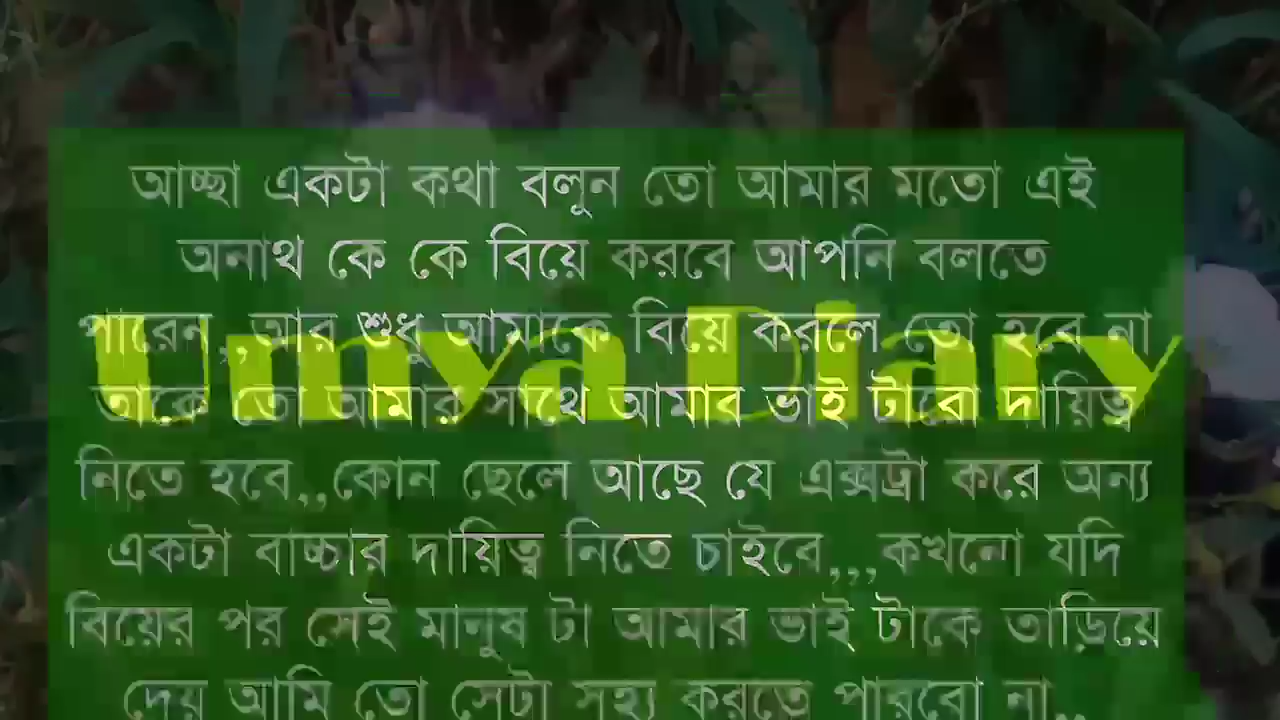 আচ্ছা একটা কথা বলুন তো আমার মতো এই
অনাথ কে কে বিয়ে করবে আপনি বলতে
পারেন,,আর শুধু আমাকে বিয়ে করলে তো হবে না
Umya Diary
তাকে তো আমার সাথে আমার ভাই টারো দায়িত্ব
নিতে হবে,,কোন ছেলে আছে যে এক্সট্রা করে অন্য
একটা বাচ্চার দায়িত্ব নিতে চাইবে,,,কখনো যদি
বিয়ের পর সেই মানুষ টা আমার ভাই টাকে তাড়িয়ে
দেয় আমি তো সেটা সহ্য করতে পারবো না,,